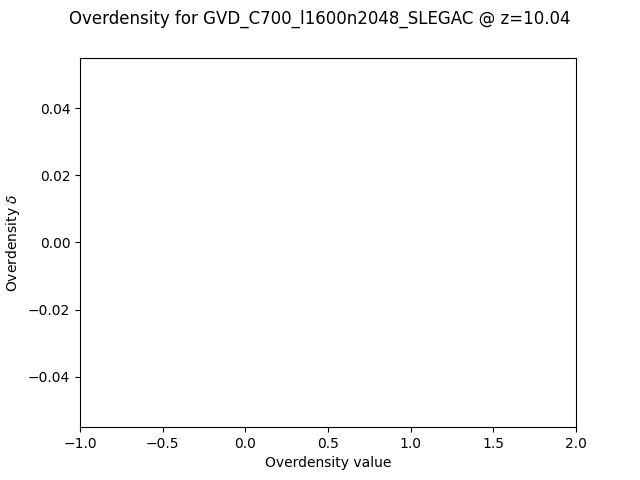 Overdensity for GVD_C700_l1600n2048_SLEGAC @ z=10.04
0.04
0.02
0.00
−0.02
−0.04
Overdensity δ
−1.0 −0.5 0.0 0.5 1.0 1.5 2.0
Overdensity value